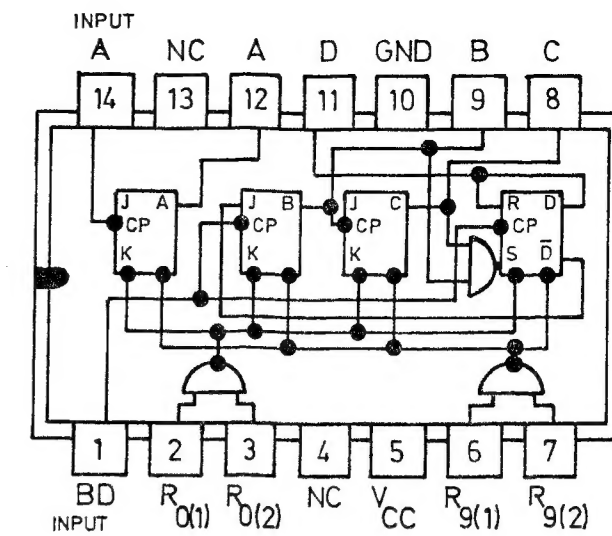 INPUT
A NC A D GND B C
14 13 12 11 10 9 8
J A J B J C R D
CP CP CP CP
K K K S D̅
1 2 3 4 5 6 7
BD R0(1) R0(2) NC VCC R9(1) R9(2)
INPUT